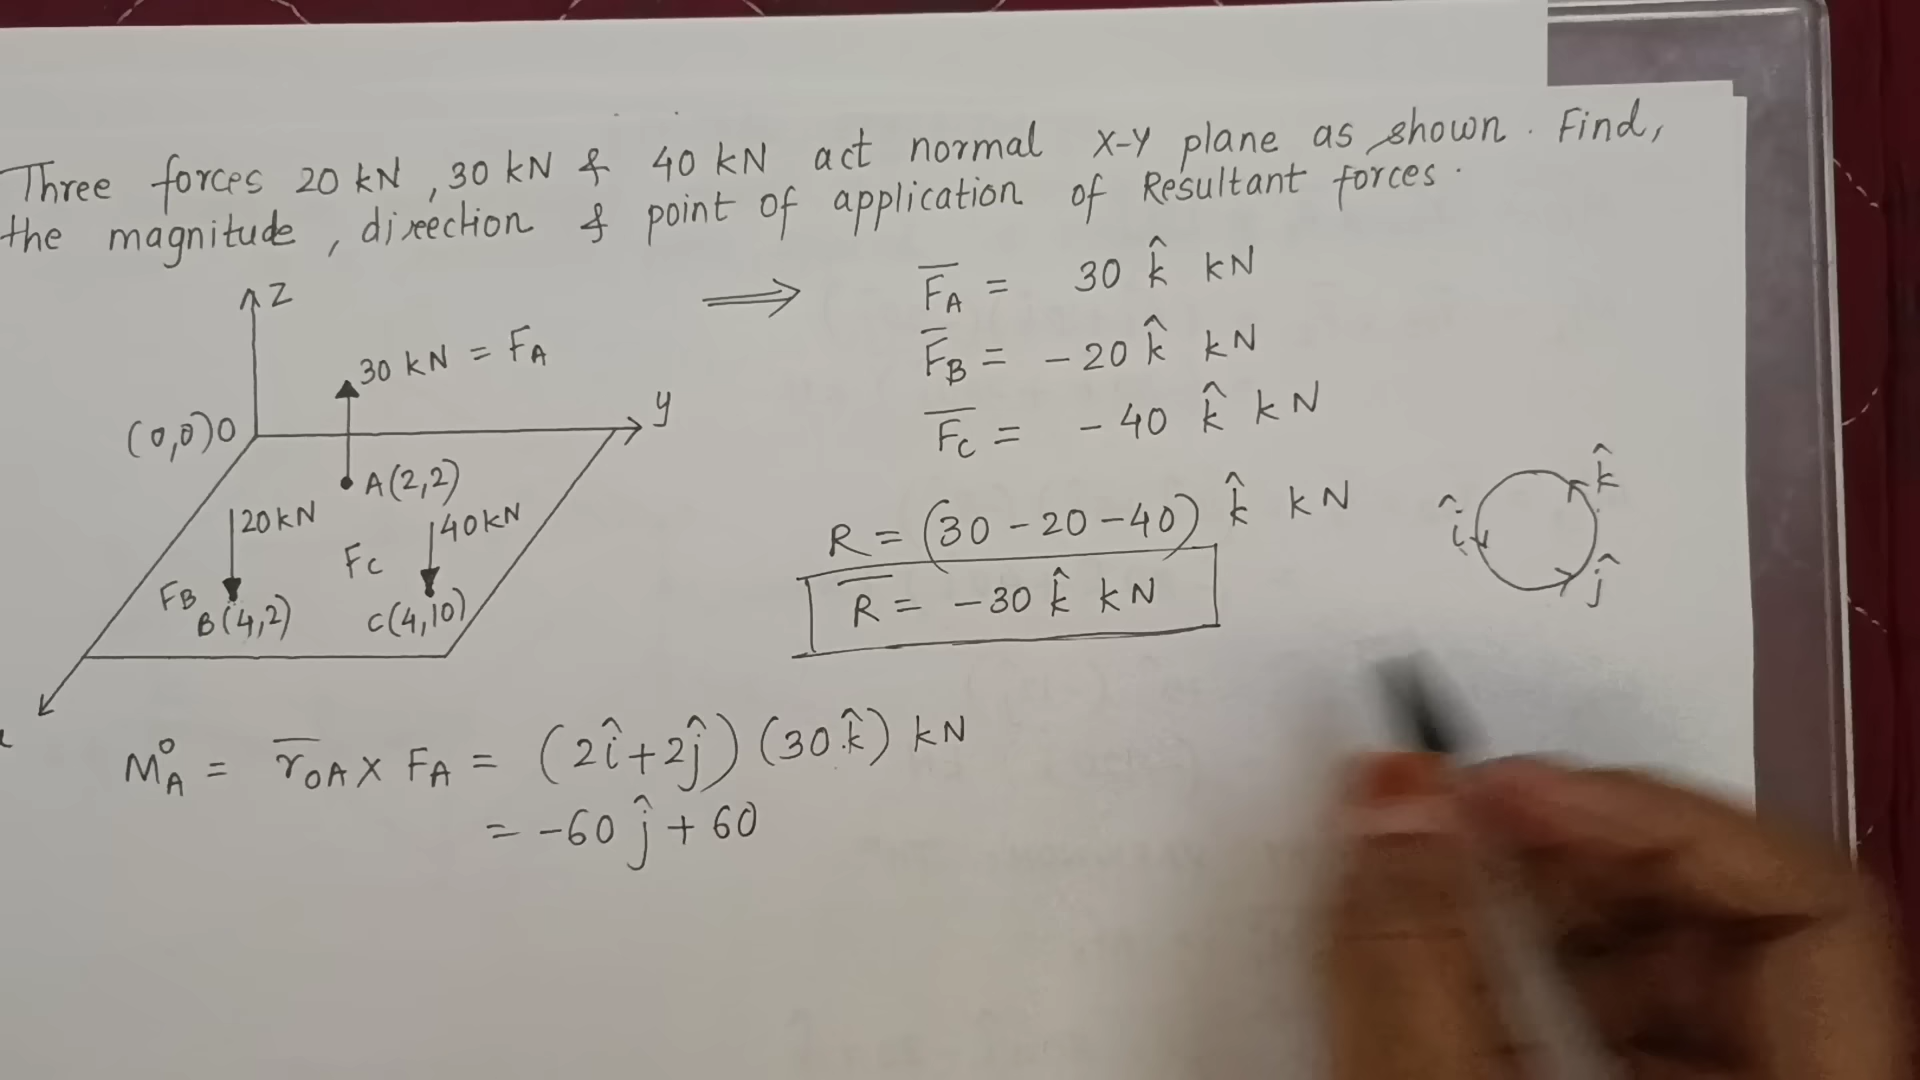 Three forces 20 kN , 30 kN & 40 kN act normal X-Y plane as shown . Find,
the magnitude , direction & point of application of Resultant forces .
Z
30 kN = FA
y
(0,0)O
A(2,2)
20kN
40kN
FC
FB
B(4,2)
C(4,10)
⟹
F̅A = 30 k̂ kN
F̅B = -20 k̂ kN
F̅C = -40 k̂ kN
R = (30 - 20 - 40) k̂ kN
R̅ = -30 k̂ kN
k̂
î
ĵ
M°A = r̅OA × FA = (2î + 2ĵ) (30 k̂) kN
= -60 ĵ + 60